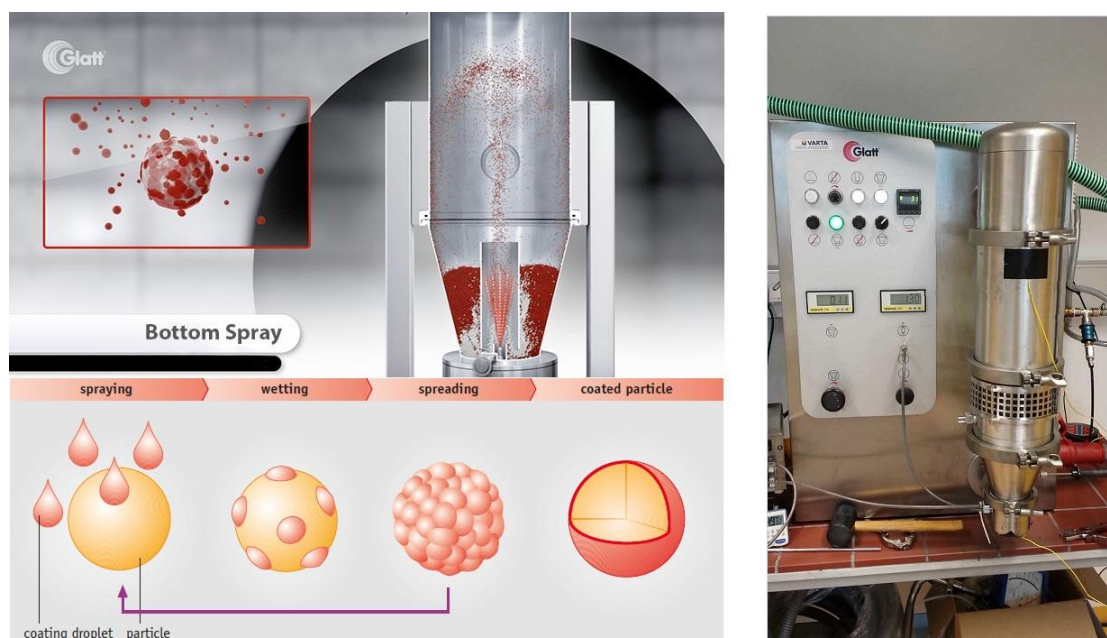 Glatt
Bottom Spray
spraying
wetting
spreading
coated particle
coating droplet
particle
VARTA
Glatt